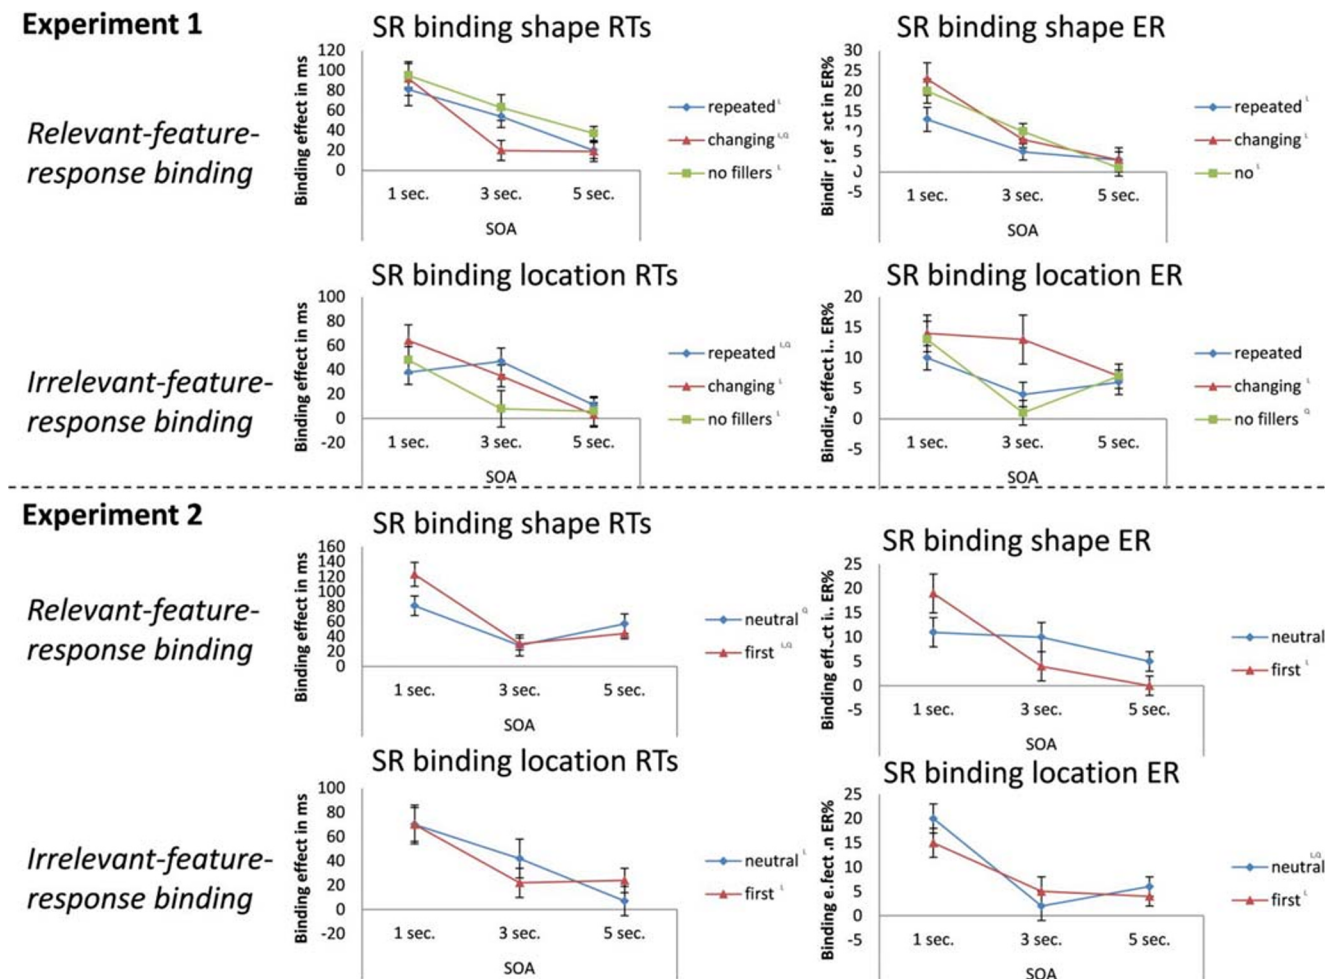 Experiment 1
SR binding shape RTs
Binding effect in ms
120
100
80
60
40
20
0
1 sec. 3 sec. 5 sec.
SOA
repeated L
changing L,Q
no fillers L
SR binding shape ER
ect in ER%
30
25
20
15
10
5
0
-5
1 sec. 3 sec. 5 sec.
SOA
repeated L
changing L
no L
Relevant-feature-
response binding
SR binding location RTs
Binding effect in ms
100
80
60
40
20
0
-20
1 sec. 3 sec. 5 sec.
SOA
repeated L,Q
changing L
no fillers L
SR binding location ER
effect ER%
20
15
10
5
0
-5
1 sec. 3 sec. 5 sec.
SOA
repeated
changing L
no fillers Q
Irrelevant-feature-
response binding
Experiment 2
SR binding shape RTs
Binding effect in ms
160
140
120
100
80
60
40
20
0
1 sec. 3 sec. 5 sec.
SOA
neutral Q
first L,Q
SR binding shape ER
Binding ER%
25
20
15
10
5
0
-5
1 sec. 3 sec. 5 sec.
SOA
neutral
first L
Relevant-feature-
response binding
SR binding location RTs
Binding effect in ms
100
80
60
40
20
0
-20
1 sec. 3 sec. 5 sec.
SOA
neutral L
first L
SR binding location ER
Binding ER%
25
20
15
10
5
0
-5
1 sec. 3 sec. 5 sec.
SOA
neutral L,Q
first L
Irrelevant-feature-
response binding